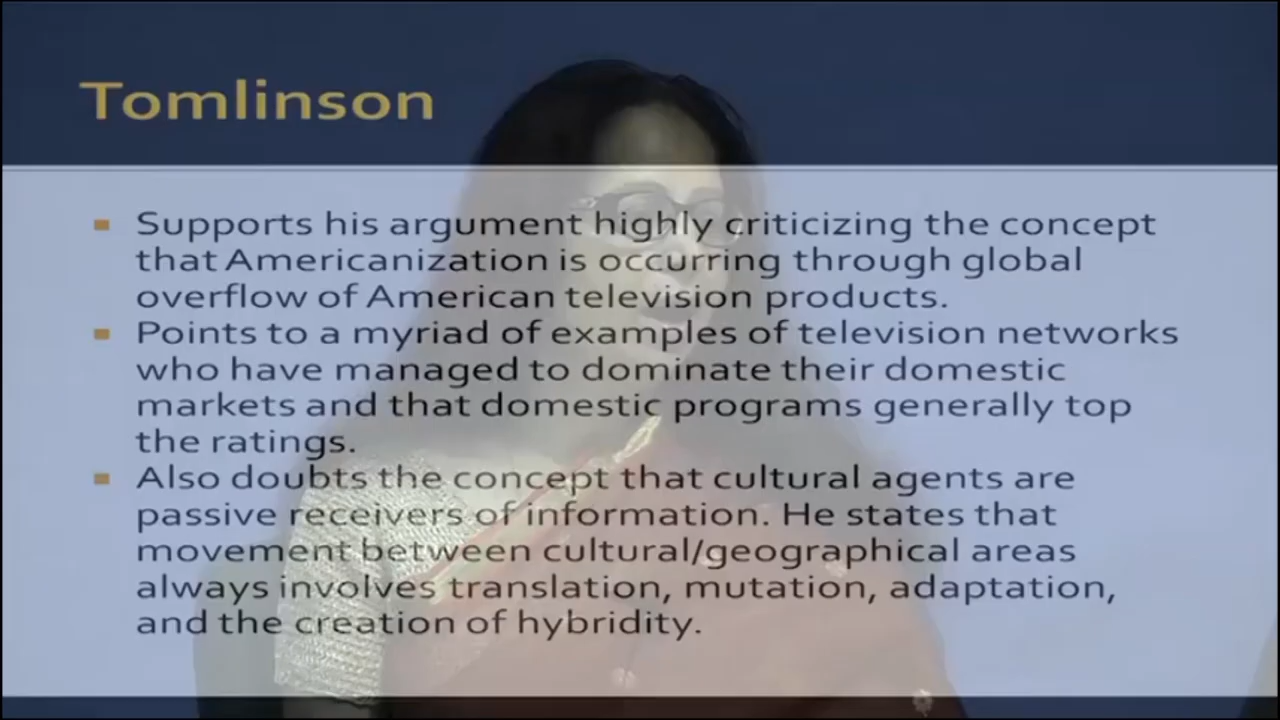 Tomlinson
Supports his argument highly criticizing the concept
that Americanization is occurring through global
overflow of American television products.
Points to a myriad of examples of television networks
who have managed to dominate their domestic
markets and that domestic programs generally top
the ratings.
Also doubts the concept that cultural agents are
passive receivers of information. He states that
movement between cultural/geographical areas
always involves translation, mutation, adaptation,
and the creation of hybridity.